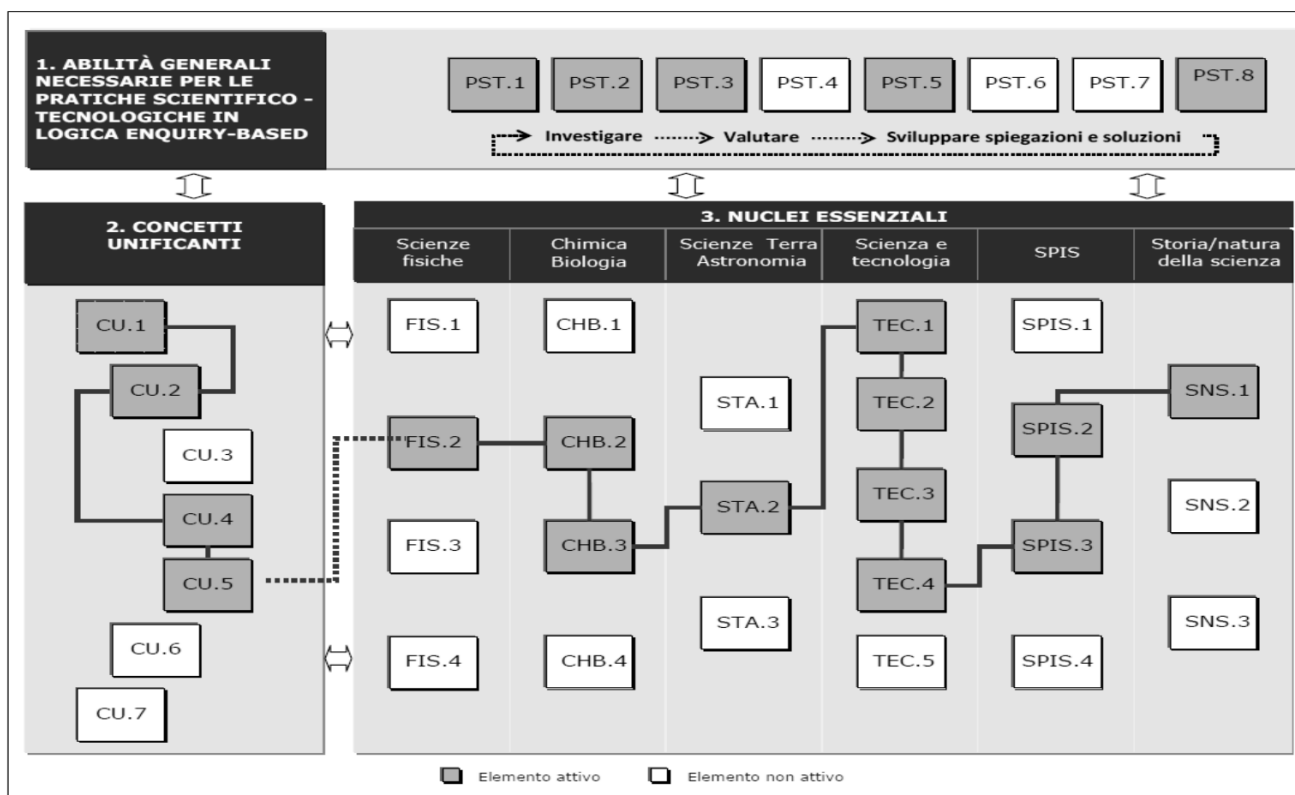 1. ABILITÀ GENERALI
NECESSARIE PER LE
PRATICHE SCIENTIFICO -
TECNOLOGICHE IN
LOGICA ENQUIRY-BASED
PST.1 PST.2 PST.3 PST.4 PST.5 PST.6 PST.7 PST.8
Investigare Valutare Sviluppare spiegazioni e soluzioni
2. CONCETTI
UNIFICANTI
CU.1
CU.2
CU.3
CU.4
CU.5
CU.6
CU.7
3. NUCLEI ESSENZIALI
Scienze
fisiche
Chimica
Biologia
Scienze Terra
Astronomia
Scienza e
tecnologia
SPIS
Storia/natura
della scienza
FIS.1
FIS.2
FIS.3
FIS.4
CHB.1
CHB.2
CHB.3
CHB.4
STA.1
STA.2
STA.3
TEC.1
TEC.2
TEC.3
TEC.4
TEC.5
SPIS.1
SPIS.2
SPIS.3
SPIS.4
SNS.1
SNS.2
SNS.3
Elemento attivo Elemento non attivo